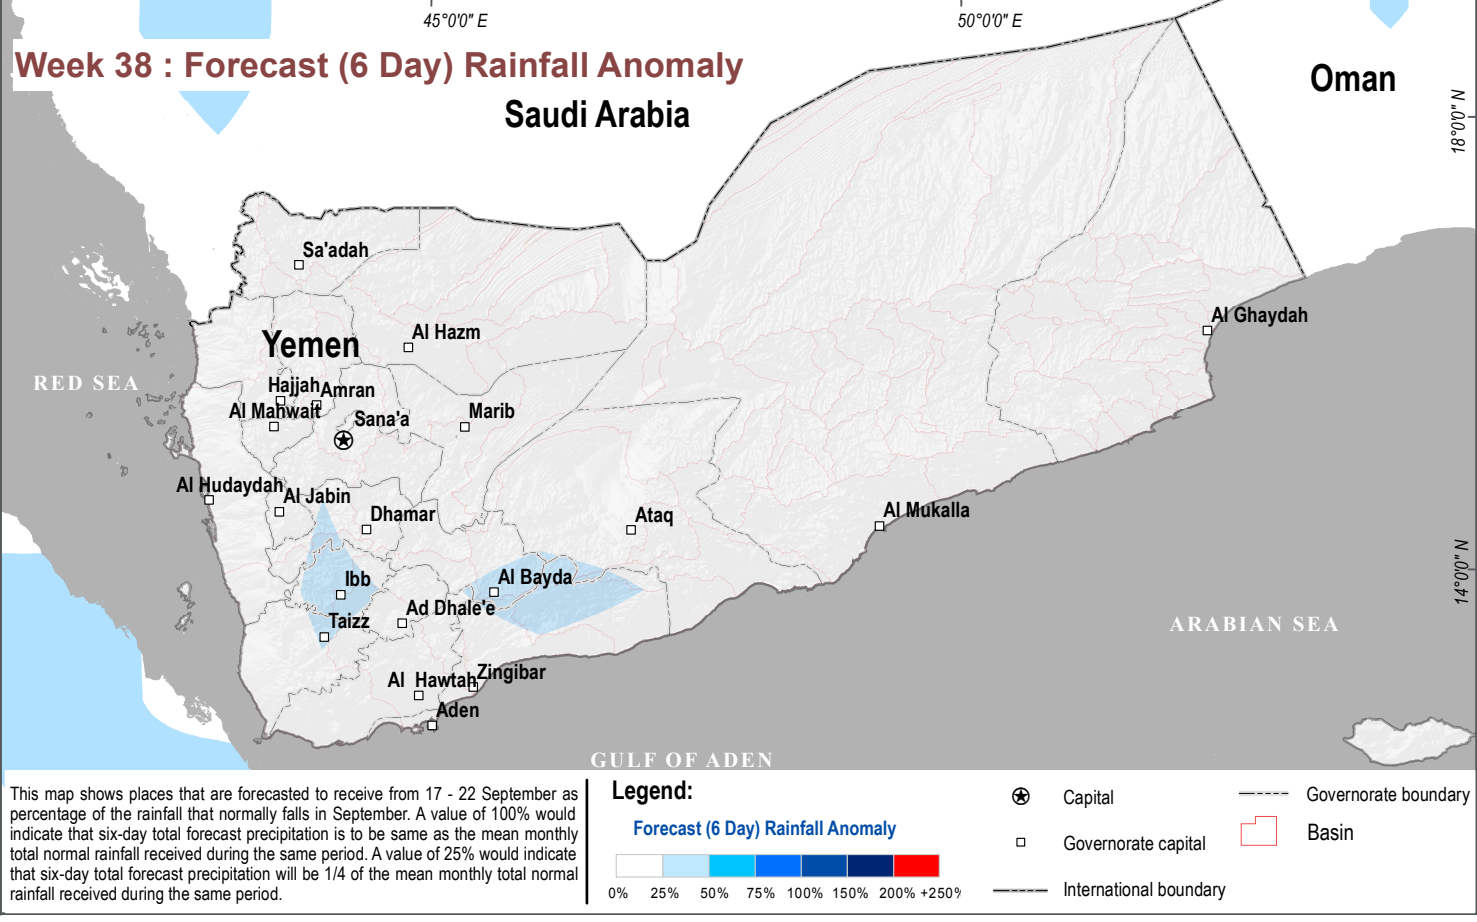 45°0'0" E
50°0'0" E
Week 38 : Forecast (6 Day) Rainfall Anomaly
Saudi Arabia
Oman
18°0'0" N
Sa'adah
Al Ghaydah
Al Hazm
Yemen
RED SEA
Hajjah
Amran
Al Mahwait
Sana'a
Marib
Al Hudaydah
Al Jabin
Dhamar
Ataq
Al Mukalla
Ibb
Al Bayda
14°0'0" N
Ad Dhale'e
Taizz
ARABIAN SEA
Al Hawtah
Zingibar
Aden
GULF OF ADEN
This map shows places that are forecasted to receive from 17 - 22 September as
percentage of the rainfall that normally falls in September. A value of 100% would
indicate that six-day total forecast precipitation is to be same as the mean monthly
total normal rainfall received during the same period. A value of 25% would indicate
that six-day total forecast precipitation will be 1/4 of the mean monthly total normal
rainfall received during the same period.
Legend:
Forecast (6 Day) Rainfall Anomaly
0% 25% 50% 75% 100% 150% 200% +250%
Capital
Governorate capital
International boundary
Governorate boundary
Basin